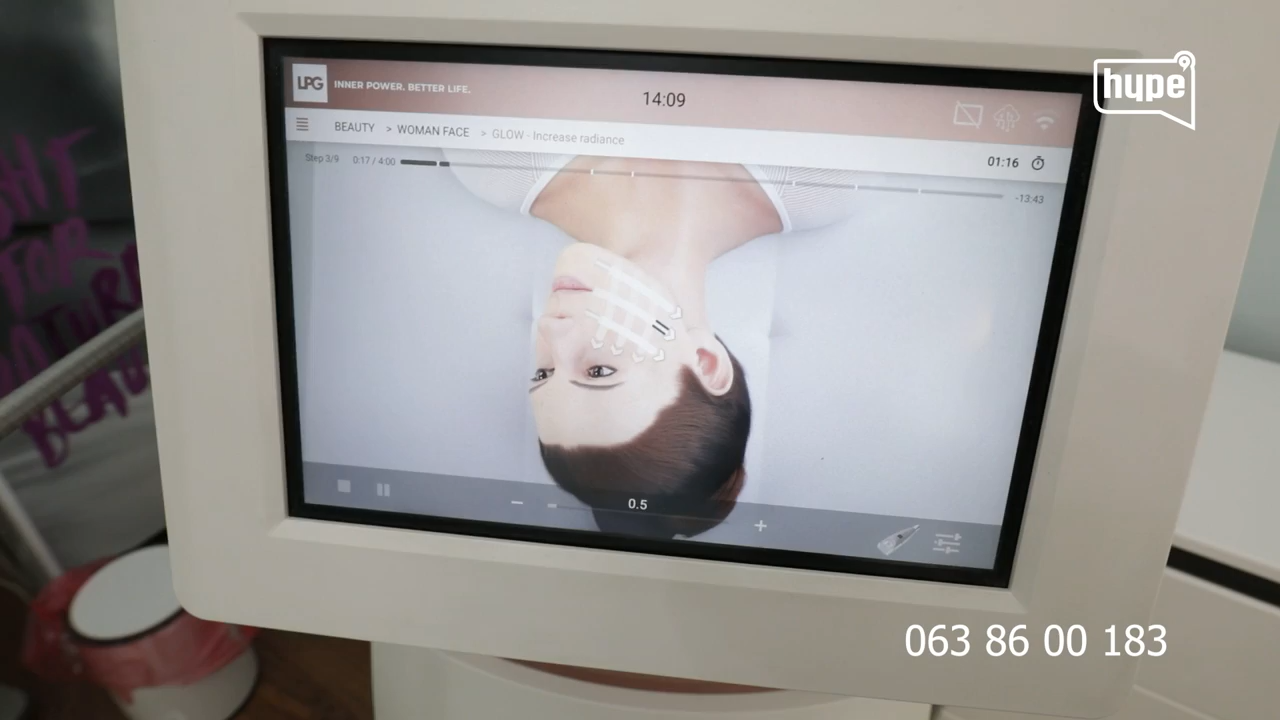 hype
LPG INNER POWER. BETTER LIFE.
14:09
BEAUTY > WOMAN FACE > GLOW - Increase radiance
01:16
Step 3/9 0:17 / 4:00
-13:43
0.5
FOR
063 86 00 183